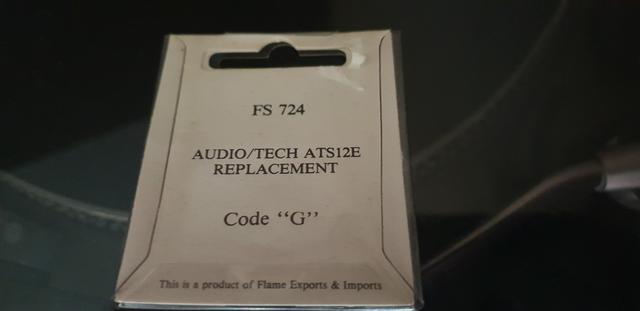 FS 724
AUDIO/TECH ATS12E
REPLACEMENT
Code “G”
This is a product of Flame Exports & Imports